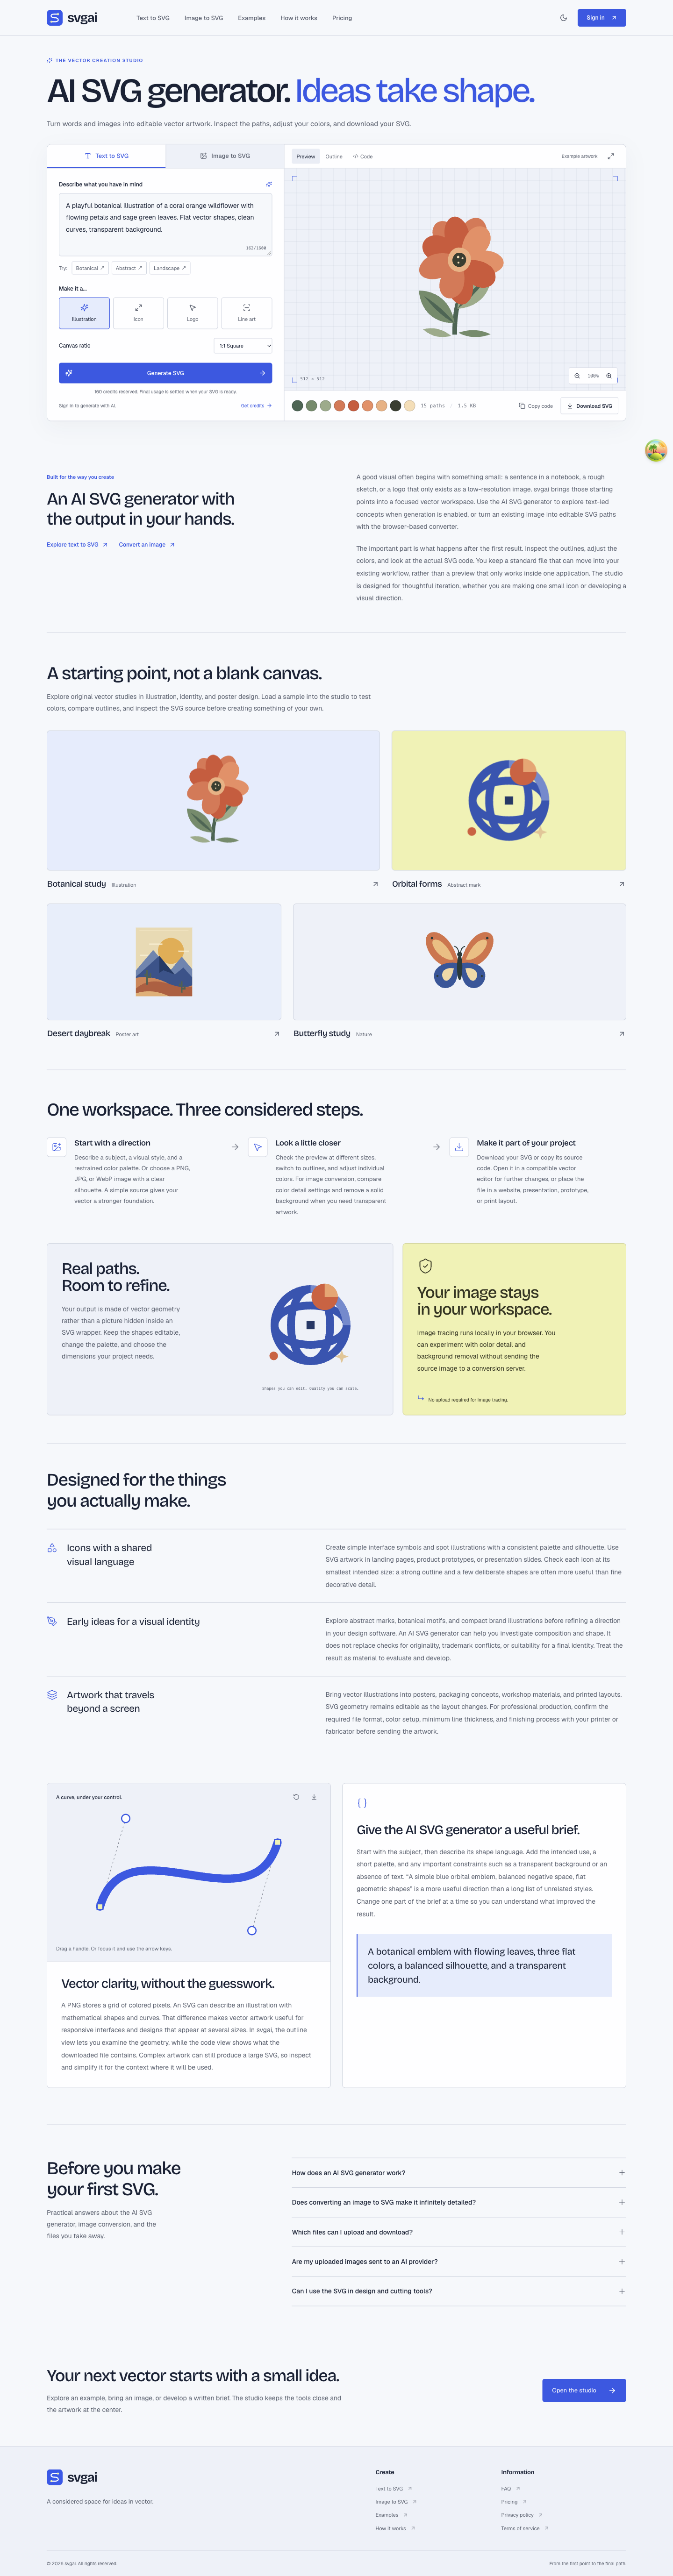 svgai
Text to SVG
Image to SVG
Examples
How it works
Pricing
Sign in
THE VECTOR CREATION STUDIO
AI SVG generator. Ideas take shape.
Turn words and images into editable vector artwork. Inspect the paths, adjust your colors, and download your SVG.
Text to SVG
Image to SVG
Describe what you have in mind
A playful botanical illustration of a coral orange wildflower with
flowing petals and sage green leaves. Flat vector shapes, clean
curves, transparent background.
162/1600
Try:
Botanical
Abstract
Landscape
Make it a...
Illustration
Icon
Logo
Line art
Canvas ratio
1:1 Square
Generate SVG
150 credits reserved. Final usage is settled when your SVG is ready.
Sign in to generate with AI.
Get credits
Preview
Outline
Code
Example artwork
512 × 512
100%
15 paths
1.5 KB
Copy code
Download SVG
Built for the way you create
An AI SVG generator with
the output in your hands.
Explore text to SVG
Convert an image
A good visual often begins with something small: a sentence in a notebook, a rough
sketch, or a logo that only exists as a low-resolution image. svgai brings those starting
points into a focused workspace. Use the AI SVG generator to explore text-led
concepts when generation is enabled, or turn an existing image into editable SVG paths
with the browser-based converter.
The important part is what happens after the first result. Inspect the outlines, adjust the
colors, and look at the actual SVG code. You keep a standard file that can move into your
existing workflow, rather than a preview that only works inside one application. The studio
is designed for thoughtful iteration, whether you are making one small icon or developing a
visual direction.
A starting point, not a blank canvas.
Explore original vector studies in illustration, identity, and poster design. Load a sample into the studio to test
colors, compare outlines, and inspect the SVG source before creating something of your own.
Botanical study
Illustration
Orbital forms
Abstract mark
Desert daybreak
Poster art
Butterfly study
Nature
One workspace. Three considered steps.
Start with a direction
Describe a subject, a visual style, and a
restrained color palette. Or choose a PNG,
JPG, or WebP image with a clear
silhouette. A simple source gives your
vector a stronger foundation.
Look a little closer
Check the preview at different sizes,
switch to outlines, and adjust individual
colors. For image conversion, compare
color detail settings and remove a solid
background when you need transparent
artwork.
Make it part of your project
Download your SVG or copy its source
code. Open it in a compatible vector
editor for further changes, or place the
file in a website, presentation, prototype,
or print layout.
Real paths.
Room to refine.
Your output is made of vector geometry
rather than a picture hidden inside an
SVG wrapper. Keep the shapes editable,
change the palette, and choose the
dimensions your project needs.
Shapes you can edit. Quality you can scale.
Your image stays
in your workspace.
Image tracing runs locally in your browser. You
can experiment with color detail and
background removal without sending the
source image to a conversion server.
No upload required for image tracing.
Designed for the things
you actually make.
Icons with a shared
visual language
Create simple interface symbols and spot illustrations with a consistent palette and silhouette. Use
SVG artwork in landing pages, product prototypes, or presentation slides. Check each icon at its
smallest intended size: a strong outline and a few deliberate shapes are often more useful than fine
decorative detail.
Early ideas for a visual identity
Explore abstract marks, botanical motifs, and compact brand illustrations before refining a direction
in your design software. An AI SVG generator can help you investigate composition and shape. It
does not replace checks for originality, trademark conflicts, or suitability for a final identity. Treat the
result as material to evaluate and develop.
Artwork that travels
beyond a screen
Bring vector illustrations into posters, packaging concepts, workshop materials, and printed layouts.
SVG geometry remains editable as the layout changes. For professional production, confirm the
required file format, color setup, minimum line thickness, and finishing process with your printer or
fabricator before sending the artwork.
A curve, under your control.
Drag a handle. Or focus it and use the arrow keys.
Vector clarity, without the guesswork.
A PNG stores a grid of colored pixels. An SVG can describe an illustration with
mathematical shapes and curves. That difference makes vector artwork useful for
responsive interfaces and designs that appear at several sizes. In svgai, the outline
view lets you examine the geometry, while the code view shows what the
downloaded file contains. Complex artwork can still produce a large SVG, so inspect
and simplify it for the context where it will be used.
{ }
Give the AI SVG generator a useful brief.
Start with the subject, then describe its shape language. Add the intended use, a
short palette, and any important constraints such as a transparent background or an
absence of text. "A simple blue orbital emblem, balanced negative space, flat
geometric shapes" is a more useful direction than a long list of unrelated styles.
Change one part of the brief at a time so you can understand what improved the
result.
A botanical emblem with flowing leaves, three flat
colors, a balanced silhouette, and a transparent
background.
Before you make
your first SVG.
Practical answers about the AI SVG
generator, image conversion, and the
files you take away.
How does an AI SVG generator work?
Does converting an image to SVG make it infinitely detailed?
Which files can I upload and download?
Are my uploaded images sent to an AI provider?
Can I use the SVG in design and cutting tools?
Your next vector starts with a small idea.
Explore an example, bring an image, or develop a written brief. The studio keeps the tools close and
the artwork at the center.
Open the studio
svgai
A considered space for ideas in vector.
Create
Text to SVG
Image to SVG
Examples
How it works
Information
FAQ
Pricing
Privacy policy
Terms of service
© 2026 svgai. All rights reserved.
From the first point to the final path.